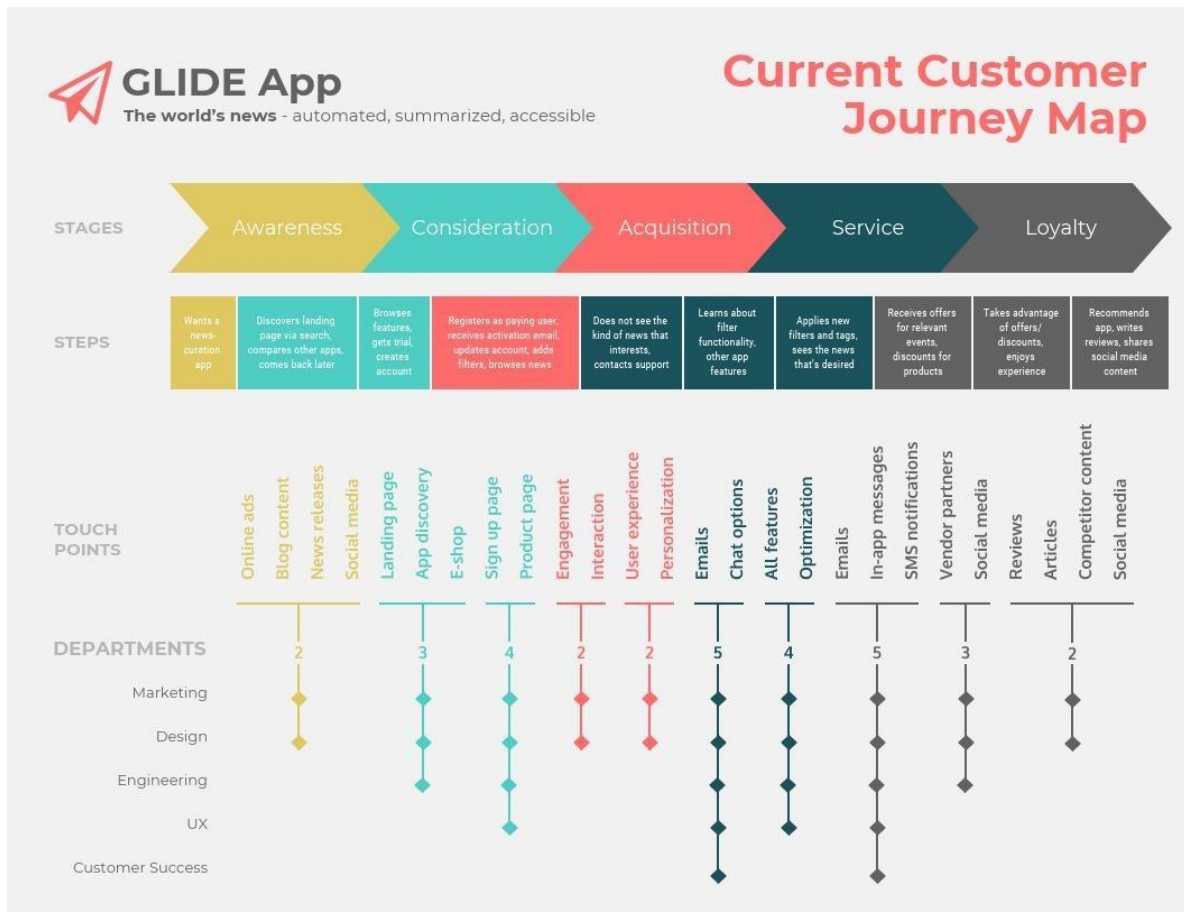 GLIDE App
The world's news - automated, summarized, accessible
Current Customer
Journey Map
STAGES
Awareness
Consideration
Acquisition
Service
Loyalty
STEPS
Wants a
news-
curation
app
Discovers landing
page via search,
compares other apps,
comes back later
Browses
features,
gets trial,
creates
account
Registers as paying user,
receives activation email,
updates account, adds
filters, browses news
Does not see the
kind of news that
interests,
contacts support
Learns about
filter
functionality,
other app
features
Applies new
filters and tags,
sees the news
that's desired
Receives offers
for relevant
events,
discounts for
products
Takes advantage
of offers/
discounts,
enjoys
experience
Recommends
app, writes
reviews, shares
social media
content
TOUCH
POINTS
Online ads
Blog content
News releases
Social media
Landing page
App discovery
E-shop
Sign up page
Product page
Engagement
Interaction
User experience
Personalization
Emails
Chat options
All features
Optimization
Emails
In-app messages
SMS notifications
Vendor partners
Social media
Reviews
Articles
Competitor content
Social media
DEPARTMENTS
2
3
4
2
2
5
4
5
3
2
Marketing
Design
Engineering
UX
Customer Success